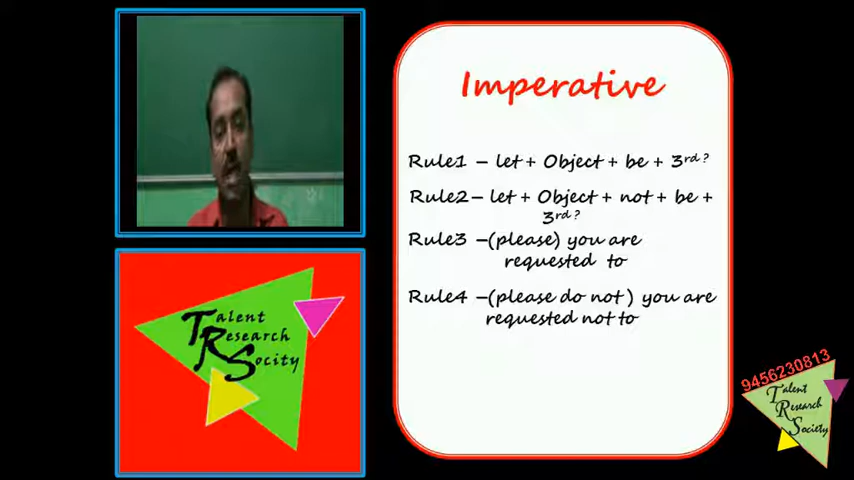 Imperative
Rule1 - let + Object + be + 3rd ?
Rule2- let + Object + not + be +
3rd ?
Rule3 -(please) you are
requested to
Rule4 -(please do not ) you are
requested not to
Talent
Research
Socity
9456230813
Talent
Research
Society